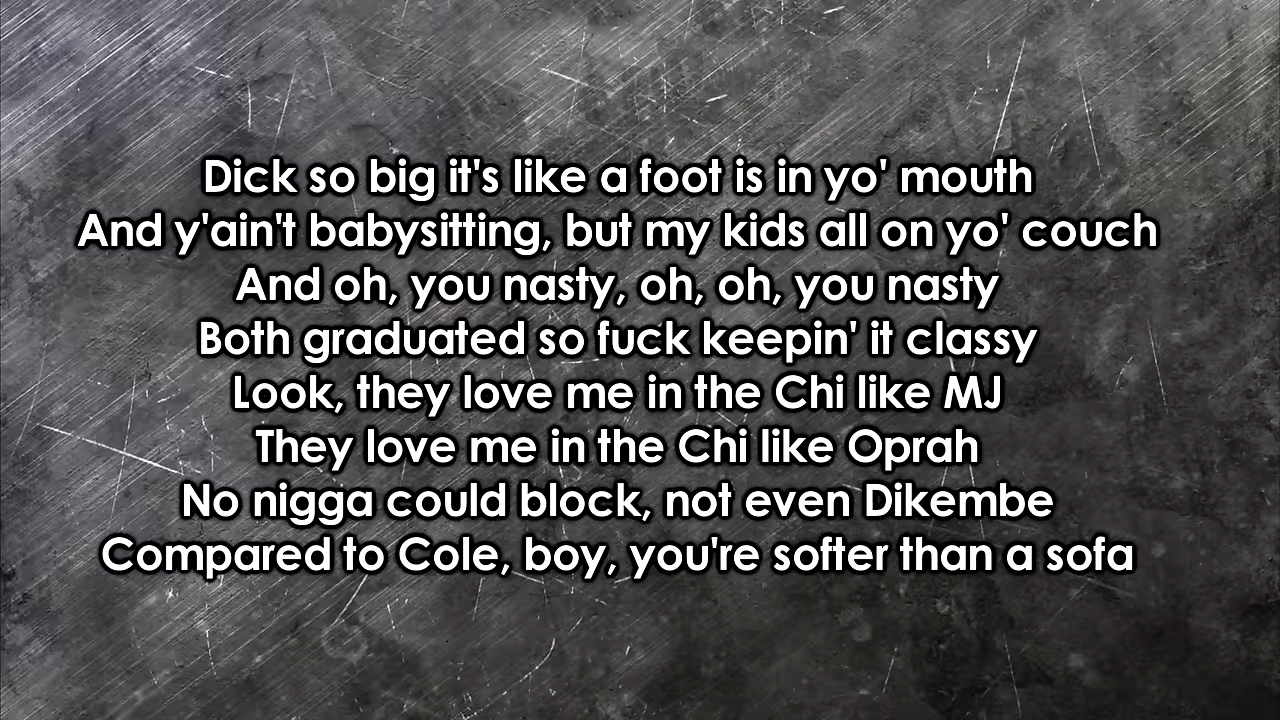 Dick so big it's like a foot is in yo' mouth
And y'ain't babysitting, but my kids all on yo' couch
And oh, you nasty, oh, oh, you nasty
Both graduated so fuck keepin' it classy
Look, they love me in the Chi like MJ
They love me in the Chi like Oprah
No nigga could block, not even Dikembe
Compared to Cole, boy, you're softer than a sofa